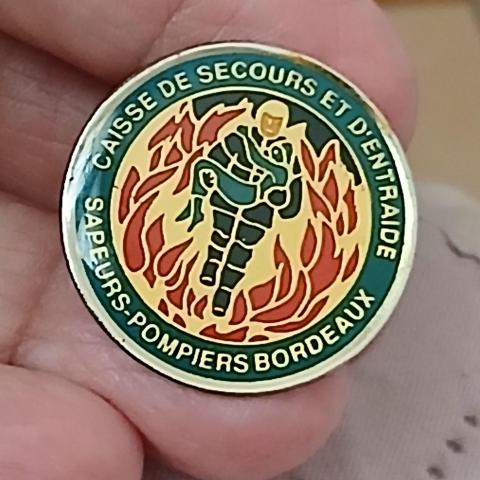 CAISSE DE SECOURS ET D'ENTRAIDE
SAPEURS-POMPIERS BORDEAUX